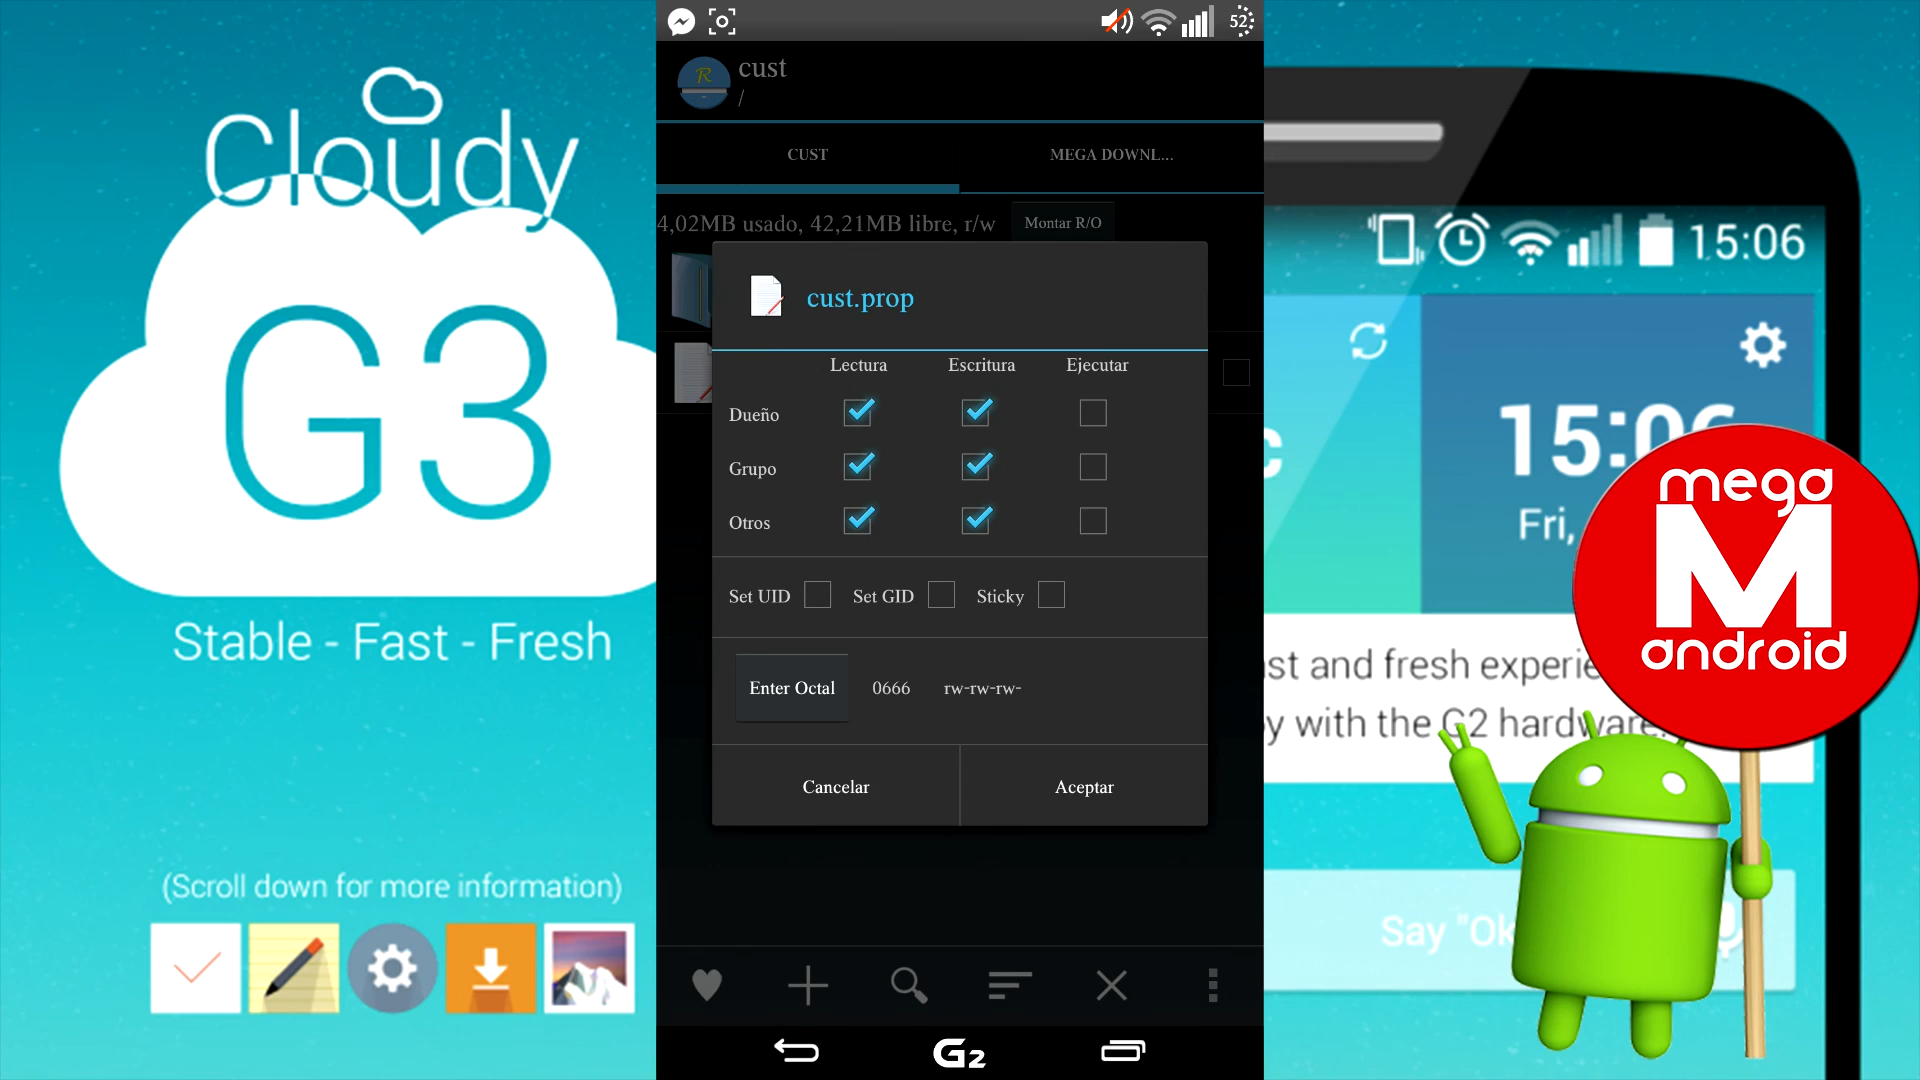 Cloudy
G3
Stable - Fast - Fresh
(Scroll down for more information)
52
R
cust
/
CUST
MEGA DOWNL...
4,02MB usado, 42,21MB libre, r/w
Montar R/O
cust.prop
Lectura
Escritura
Ejecutar
Dueño
Grupo
Otros
Set UID
Set GID
Sticky
Enter Octal
0666
rw-rw-rw-
Cancelar
Aceptar
G2
15:06
15:06
Fri,
and fresh
with the G2 hardware.
Say "Ok
mega
M
android